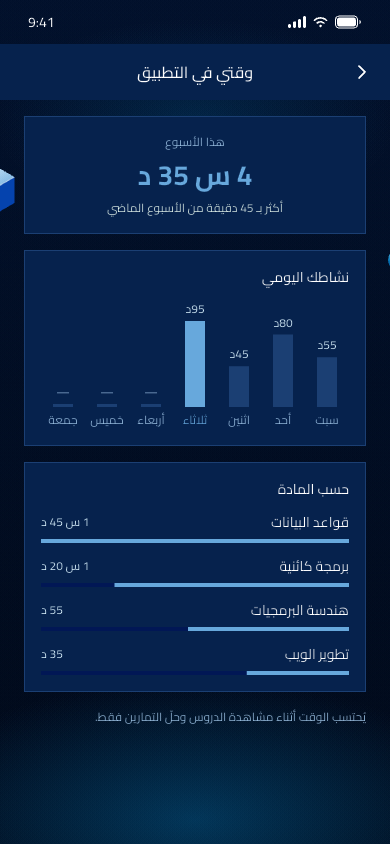 9:41
وقتي في التطبيق
هذا الأسبوع
4 س 35 د
أكثر بـ 45 دقيقة من الأسبوع الماضي
نشاطك اليومي
55د
80د
45د
95د
—
—
—
سبت
أحد
اثنين
ثلاثاء
أربعاء
خميس
جمعة
حسب المادة
قواعد البيانات
1 س 45 د
برمجة كائنية
1 س 20 د
هندسة البرمجيات
55 د
تطوير الويب
35 د
يُحتسب الوقت أثناء مشاهدة الدروس وحلّ التمارين فقط.